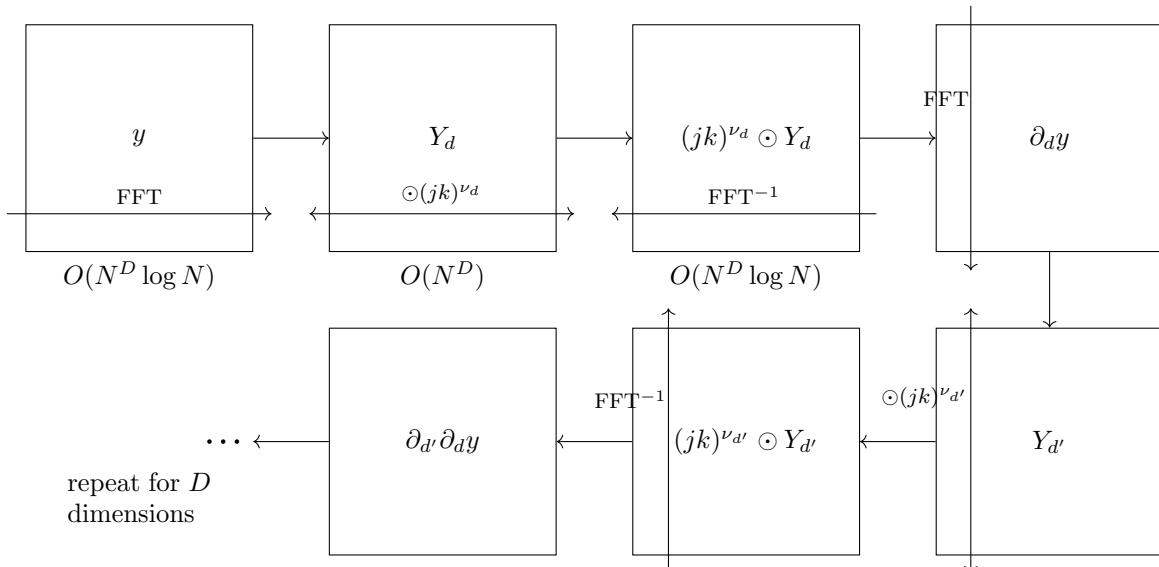 y
Y_d
(jk)^{ν_d} ⊙ Y_d
∂_d y
FFT
⊙(jk)^{ν_d}
FFT^{−1}
FFT
O(N^D log N)
O(N^D)
O(N^D log N)
⋯
∂_{d′}∂_d y
FFT^{−1}
(jk)^{ν_{d′}} ⊙ Y_{d′}
⊙(jk)^{ν_{d′}}
Y_{d′}
repeat for D
dimensions